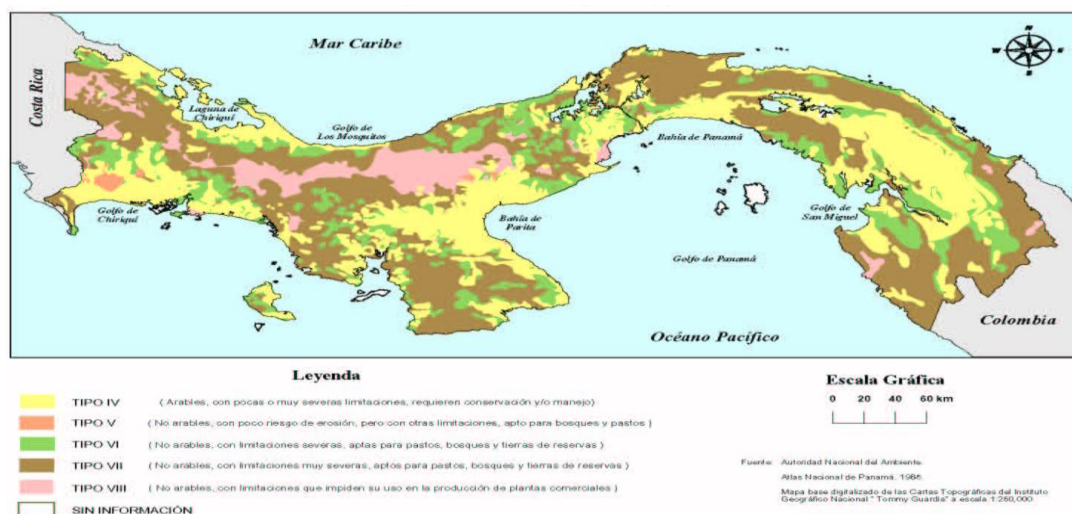 Mar Caribe
N
W
E
S
Costa Rica
Laguna de
Chiriquí
Golfo de
Los Mosquitos
Bahía de Panamá
Golfo de
Chiriquí
Bahía de
Parita
Golfo de
San Miguel
Golfo de Panamá
Colombia
Océano Pacífico
Leyenda
TIPO IV ( Arables, con pocas o muy severas limitaciones, requieren conservación y/o manejo)
TIPO V ( No arables, con poco riesgo de erosión, pero con otras limitaciones, apto para bosques y pastos )
TIPO VI ( No arables, con limitaciones severas, aptas para pastos, bosques y tierras de reservas )
TIPO VII ( No arables, con limitaciones muy severas, aptos para pastos, bosques y tierras de reservas )
TIPO VIII ( No arables, con limitaciones que impiden su uso en la producción de plantas comerciales )
SIN INFORMACIÓN
Escala Gráfica
0 20 40 60 km
Fuente: Autoridad Nacional del Ambiente.
Atlas Nacional de Panamá. 1988.
Mapa base digitalizado de las Cartas Topográficas del Instituto
Geográfico Nacional " Tommy Guardia" a escala 1:250,000